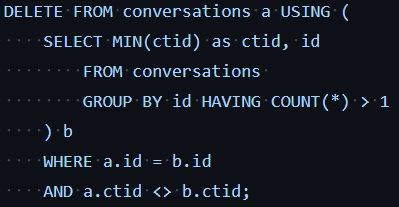 DELETE FROM conversations a USING (
    SELECT MIN(ctid) as ctid, id
        FROM conversations
        GROUP BY id HAVING COUNT(*) > 1
    ) b
    WHERE a.id = b.id
    AND a.ctid <> b.ctid;